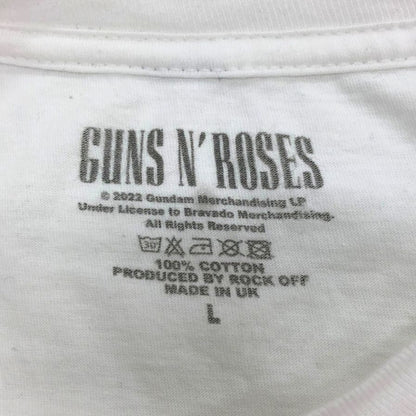 GUNS N' ROSES
© 2022 Gundam Merchandising LP
Under License to Bravado Merchandising.
All Rights Reserved
30
100% COTTON
PRODUCED BY ROCK OFF
MADE IN UK
L